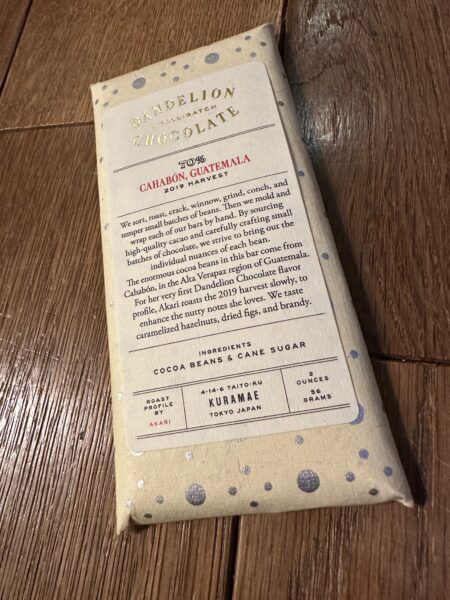 DANDELION
SMALL-BATCH
CHOCOLATE
70%
CAHABÓN, GUATEMALA
2019 HARVEST
We sort, roast, crack, winnow, grind, conch, and
temper small batches of beans. Then we mold and
wrap each of our bars by hand. By sourcing
high-quality cacao and carefully crafting small
batches of chocolate, we strive to bring out the
individual nuances of each bean.
The enormous cocoa beans in this bar come from
Cahabón, in the Alta Verapaz region of Guatemala.
For her very first Dandelion Chocolate flavor
profile, Akari roasts the 2019 harvest slowly, to
enhance the nutty notes she loves. We taste
caramelized hazelnuts, dried figs, and brandy.
INGREDIENTS
COCOA BEANS & CANE SUGAR
ROAST
PROFILE
BY
AKARI
4-14-6 TAITO-KU
KURAMAE
TOKYO JAPAN
2
OUNCES
56
GRAMS